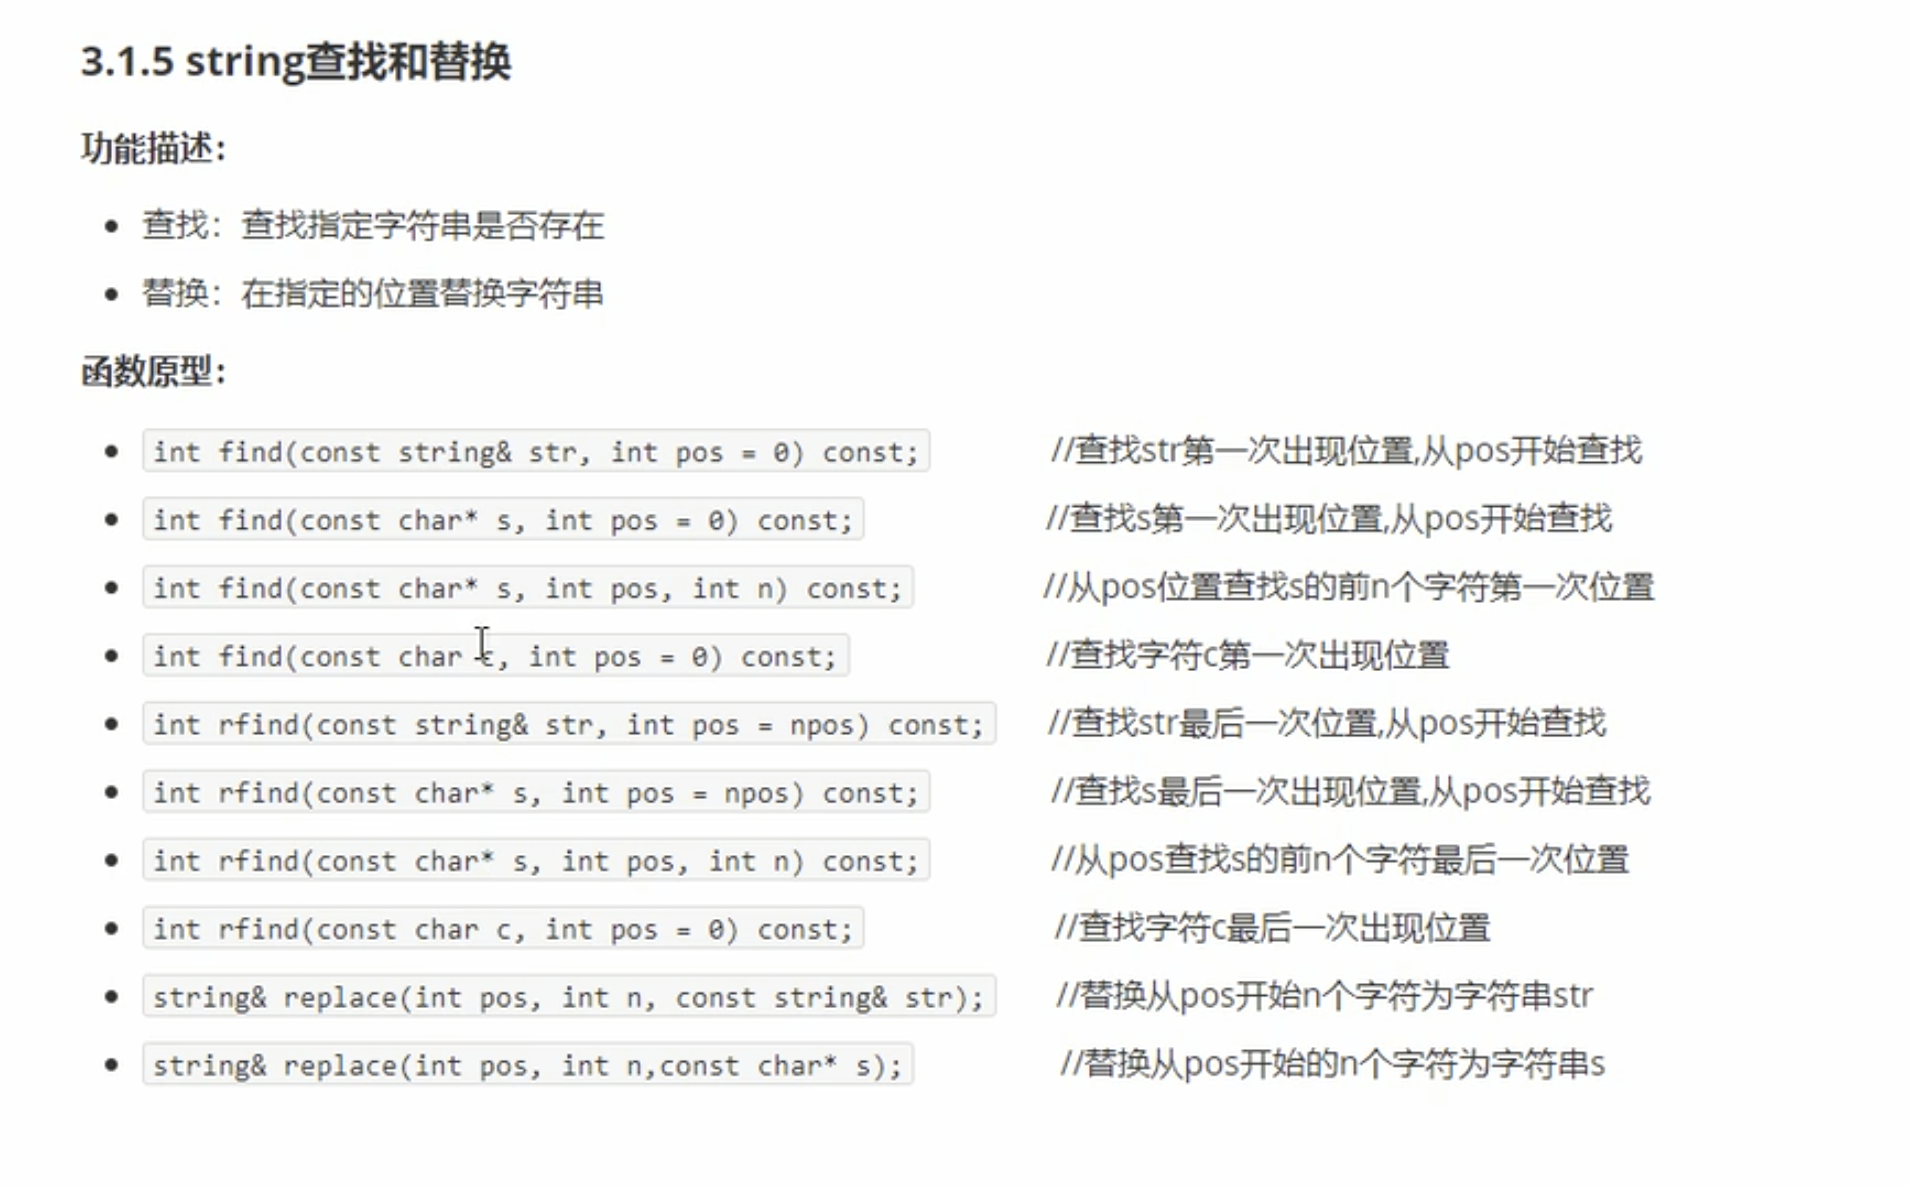 3.1.5 string查找和替换
功能描述：
查找：查找指定字符串是否存在
替换：在指定的位置替换字符串
函数原型：
int find(const string& str, int pos = 0) const; //查找str第一次出现位置,从pos开始查找
int find(const char* s, int pos = 0) const; //查找s第一次出现位置,从pos开始查找
int find(const char* s, int pos, int n) const; //从pos位置查找s的前n个字符第一次位置
int find(const char c, int pos = 0) const; //查找字符c第一次出现位置
int rfind(const string& str, int pos = npos) const; //查找str最后一次位置,从pos开始查找
int rfind(const char* s, int pos = npos) const; //查找s最后一次出现位置,从pos开始查找
int rfind(const char* s, int pos, int n) const; //从pos查找s的前n个字符最后一次位置
int rfind(const char c, int pos = 0) const; //查找字符c最后一次出现位置
string& replace(int pos, int n, const string& str); //替换从pos开始n个字符为字符串str
string& replace(int pos, int n,const char* s); //替换从pos开始的n个字符为字符串s